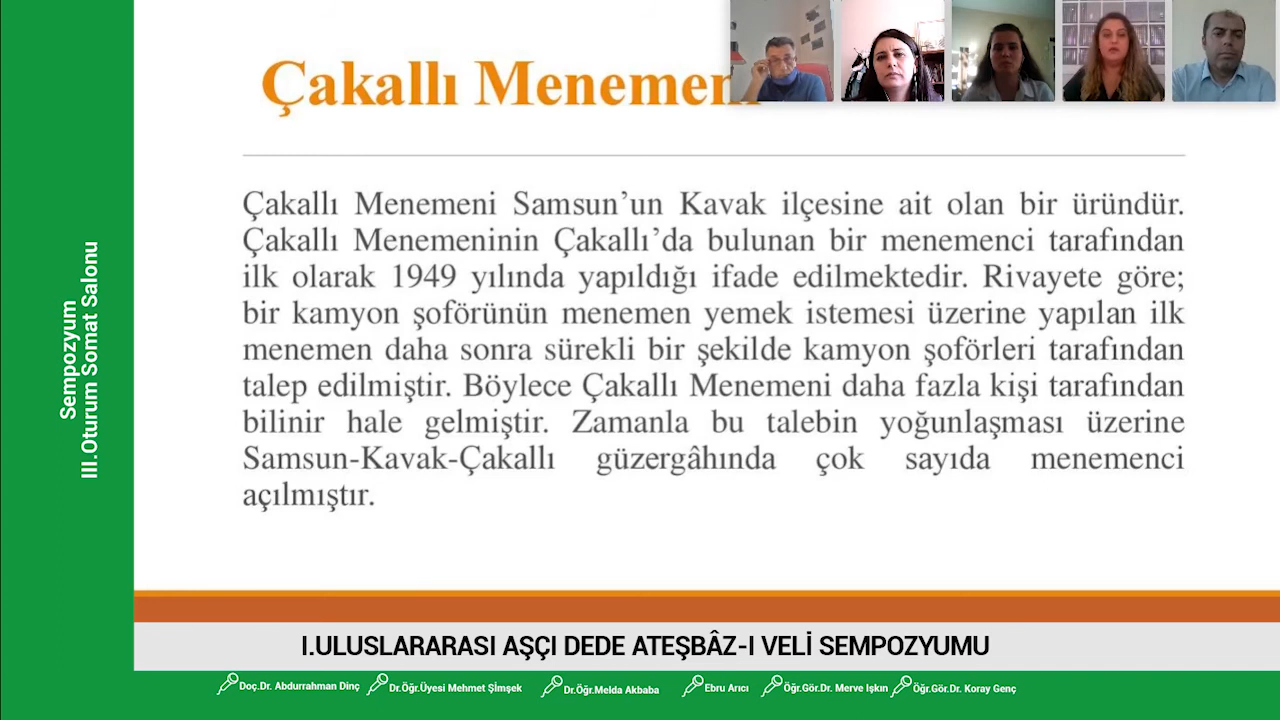 Çakallı Menemeni
Çakallı Menemeni Samsun’un Kavak ilçesine ait olan bir üründür.
Çakallı Menemeninin Çakallı’da bulunan bir menemenci tarafından
ilk olarak 1949 yılında yapıldığı ifade edilmektedir. Rivayete göre;
bir kamyon şoförünün menemen yemek istemesi üzerine yapılan ilk
menemen daha sonra sürekli bir şekilde kamyon şoförleri tarafından
talep edilmiştir. Böylece Çakallı Menemeni daha fazla kişi tarafından
bilinir hale gelmiştir. Zamanla bu talebin yoğunlaşması üzerine
Samsun-Kavak-Çakallı güzergâhında çok sayıda menemenci
açılmıştır.
Sempozyum
III.Oturum Somat Salonu
I.ULUSLARARASI AŞÇI DEDE ATEŞBÂZ-I VELİ SEMPOZYUMU
Doç.Dr. Abdurrahman Dinç Dr.Öğr.Üyesi Mehmet Şİmşek Dr.Öğr.Melda Akbaba Ebru Arıcı Öğr.Gör.Dr. Merve Işkın Öğr.Gör.Dr. Koray Genç